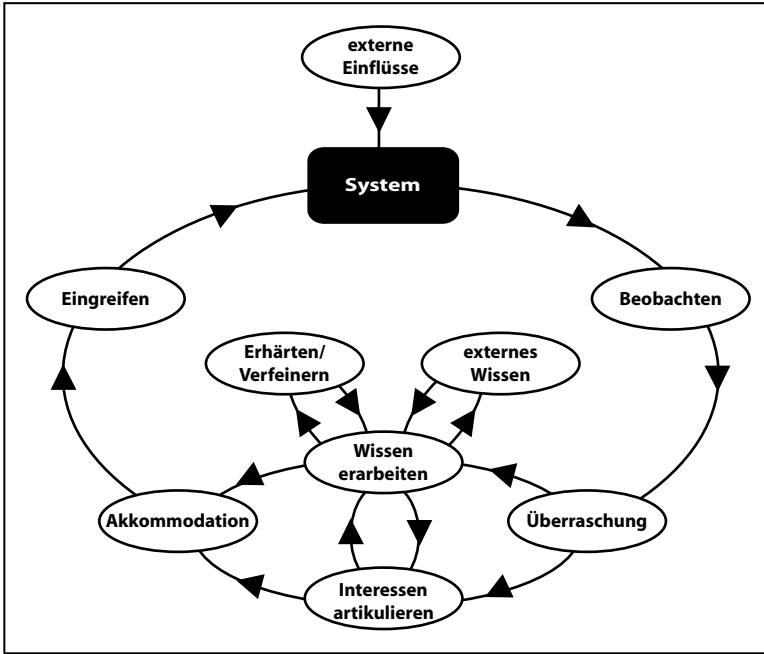 externe
Einflüsse
System
Eingreifen
Beobachten
Erhärten/
Verfeinern
externes
Wissen
Wissen
erarbeiten
Akkommodation
Überraschung
Interessen
artikulieren